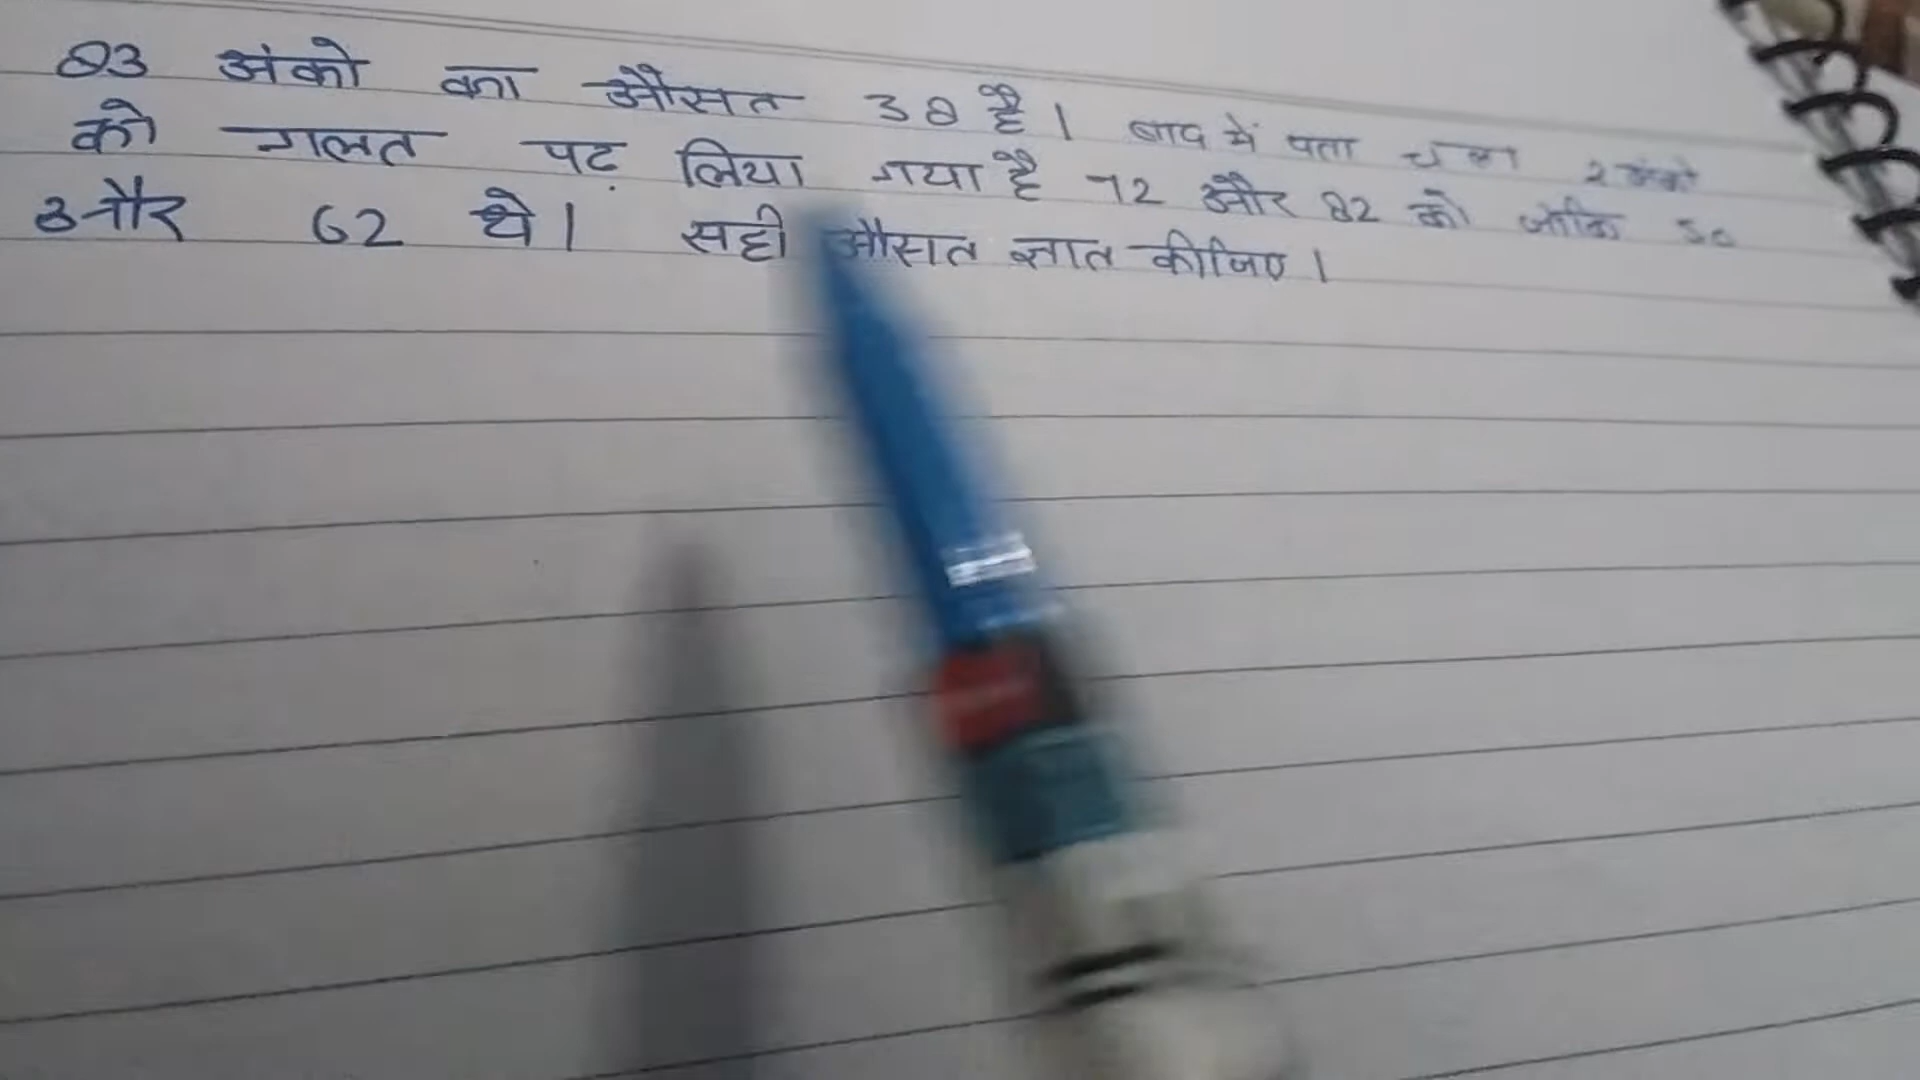 83 अंको का औसत 38 है। बाद में पता चला 2 अंको
को गलत पढ़ लिया गया है 72 और 82 को जोकि 50
और 62 थे। सही औसत ज्ञात कीजिए।